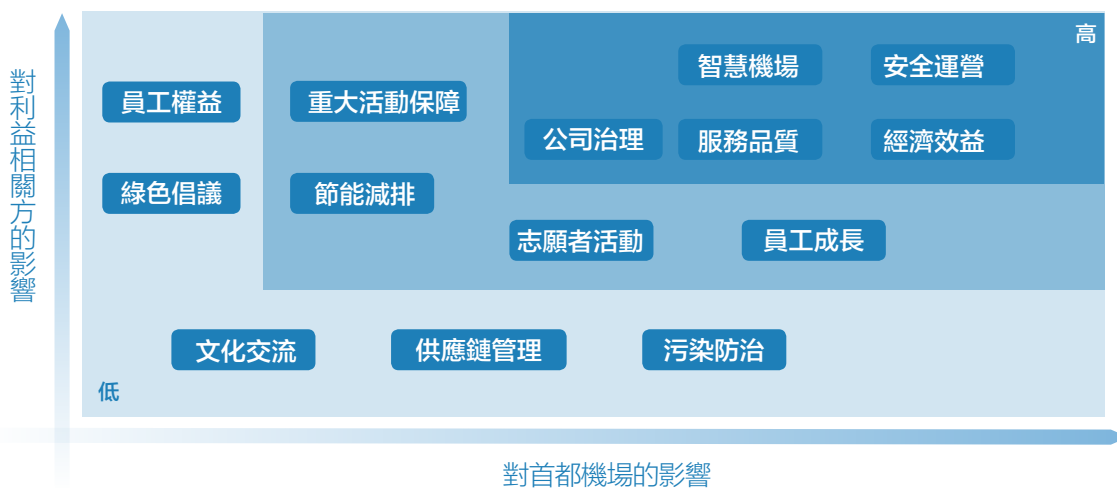 對利益相關方的影響
高
智慧機場
安全運營
員工權益
重大活動保障
公司治理
服務品質
經濟效益
綠色倡議
節能減排
志願者活動
員工成長
文化交流
供應鏈管理
污染防治
低
對首都機場的影響